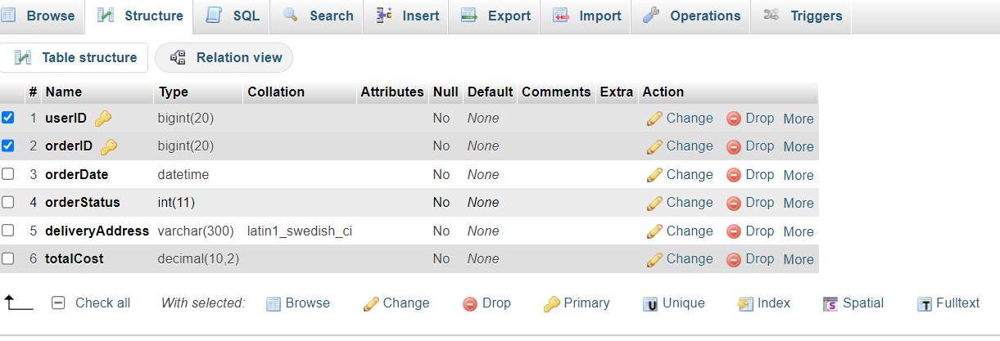 Browse Structure SQL Search Insert Export Import Operations Triggers
Table structure Relation view
# Name Type Collation Attributes Null Default Comments Extra Action
1 userID bigint(20) No None Change Drop More
2 orderID bigint(20) No None Change Drop More
3 orderDate datetime No None Change Drop More
4 orderStatus int(11) No None Change Drop More
5 deliveryAddress varchar(300) latin1_swedish_ci No None Change Drop More
6 totalCost decimal(10,2) No None Change Drop More
Check all With selected: Browse Change Drop Primary Unique Index Spatial Fulltext